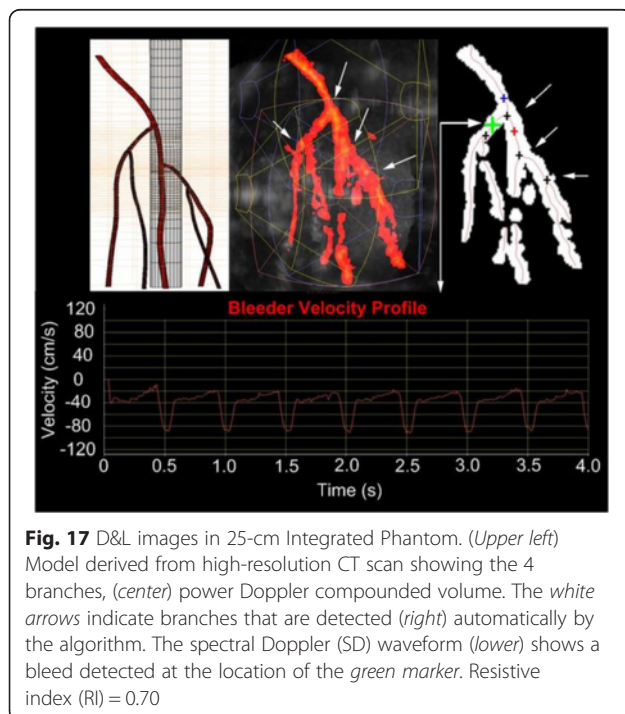 Bleeder Velocity Profile
Velocity (cm/s)
120
80
40
0
-40
-80
-120
0 0.5 1.0 1.5 2.0 2.5 3.0 3.5 4.0
Time (s)
Fig. 17 D&L images in 25-cm Integrated Phantom. (Upper left)
Model derived from high-resolution CT scan showing the 4
branches, (center) power Doppler compounded volume. The white
arrows indicate branches that are detected (right) automatically by
the algorithm. The spectral Doppler (SD) waveform (lower) shows a
bleed detected at the location of the green marker. Resistive
index (RI) = 0.70